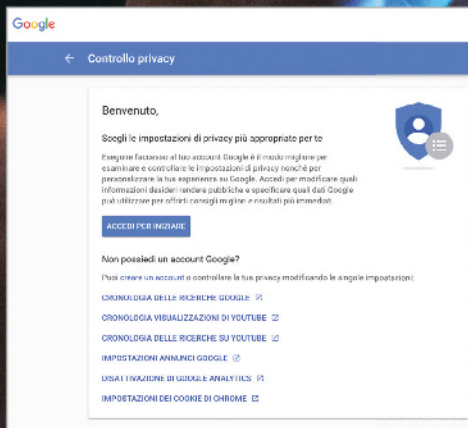 Google
← Controllo privacy
Benvenuto,
Scegli le impostazioni di privacy più appropriate per te
Eseguire l'accesso al tuo account Google è il modo migliore per
esaminare e controllare le impostazioni di privacy nonché per
personalizzare la tua esperienza su Google. Accedi per modificare quali
informazioni desideri rendere pubbliche e specificare quali dati Google
può utilizzare per offrirti consigli migliori e risultati più immediati.
ACCEDI PER INIZIARE
Non possiedi un account Google?
Puoi creare un account o controllare la tua privacy modificando le singole impostazioni:
CRONOLOGIA DELLE RICERCHE GOOGLE
CRONOLOGIA VISUALIZZAZIONI DI YOUTUBE
CRONOLOGIA DELLE RICERCHE SU YOUTUBE
IMPOSTAZIONI ANNUNCI GOOGLE
DISATTIVAZIONE DI GOOGLE ANALYTICS
IMPOSTAZIONI DEI COOKIE DI CHROME